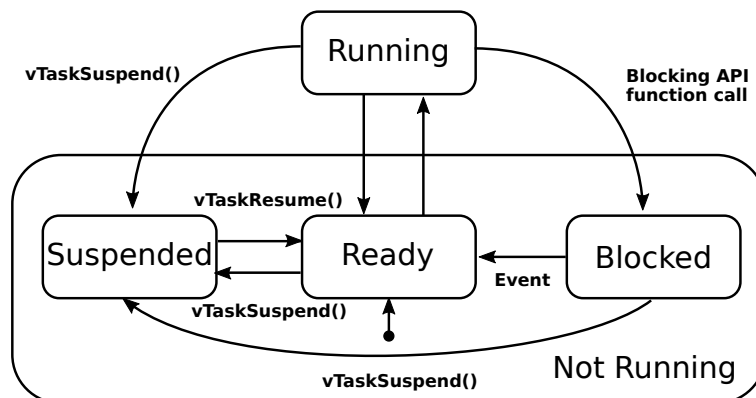 Running
vTaskSuspend()
Blocking API
function call
vTaskResume()
Suspended
Ready
Blocked
Event
vTaskSuspend()
Not Running
vTaskSuspend()